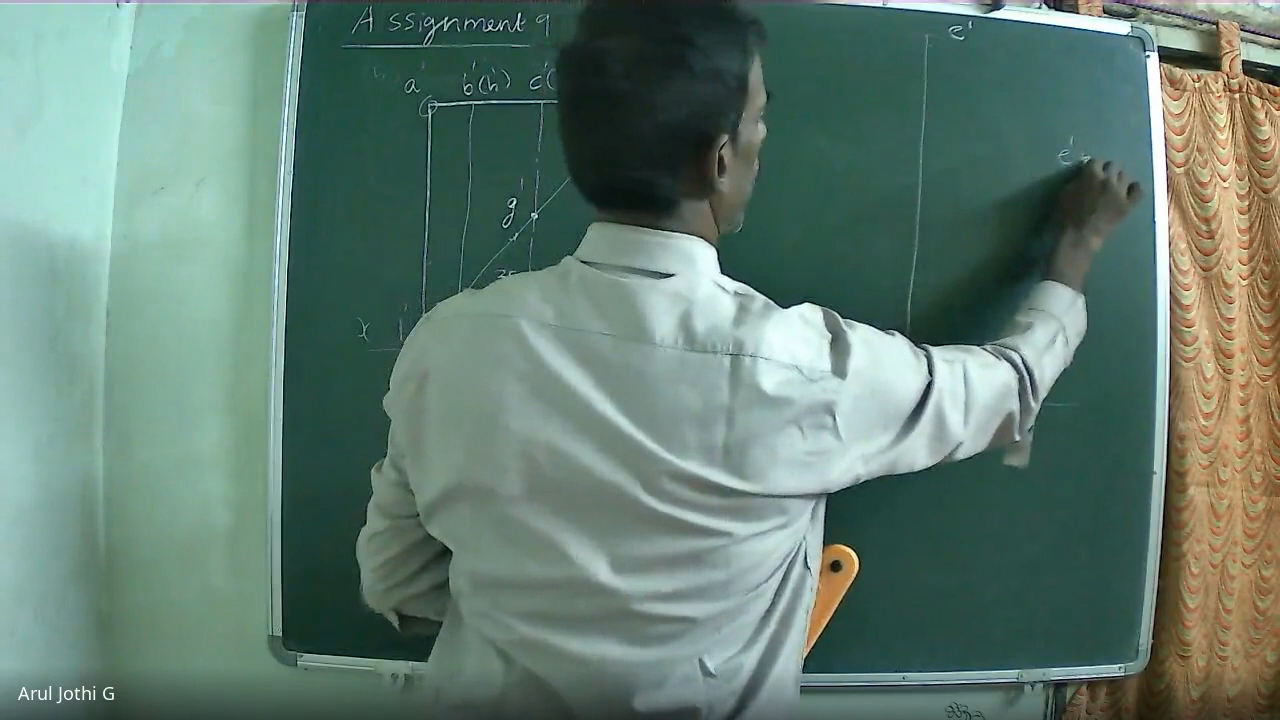 Assignment 9
e'
a' b'(h') c'(
e'
g'
x
Arul Jothi G